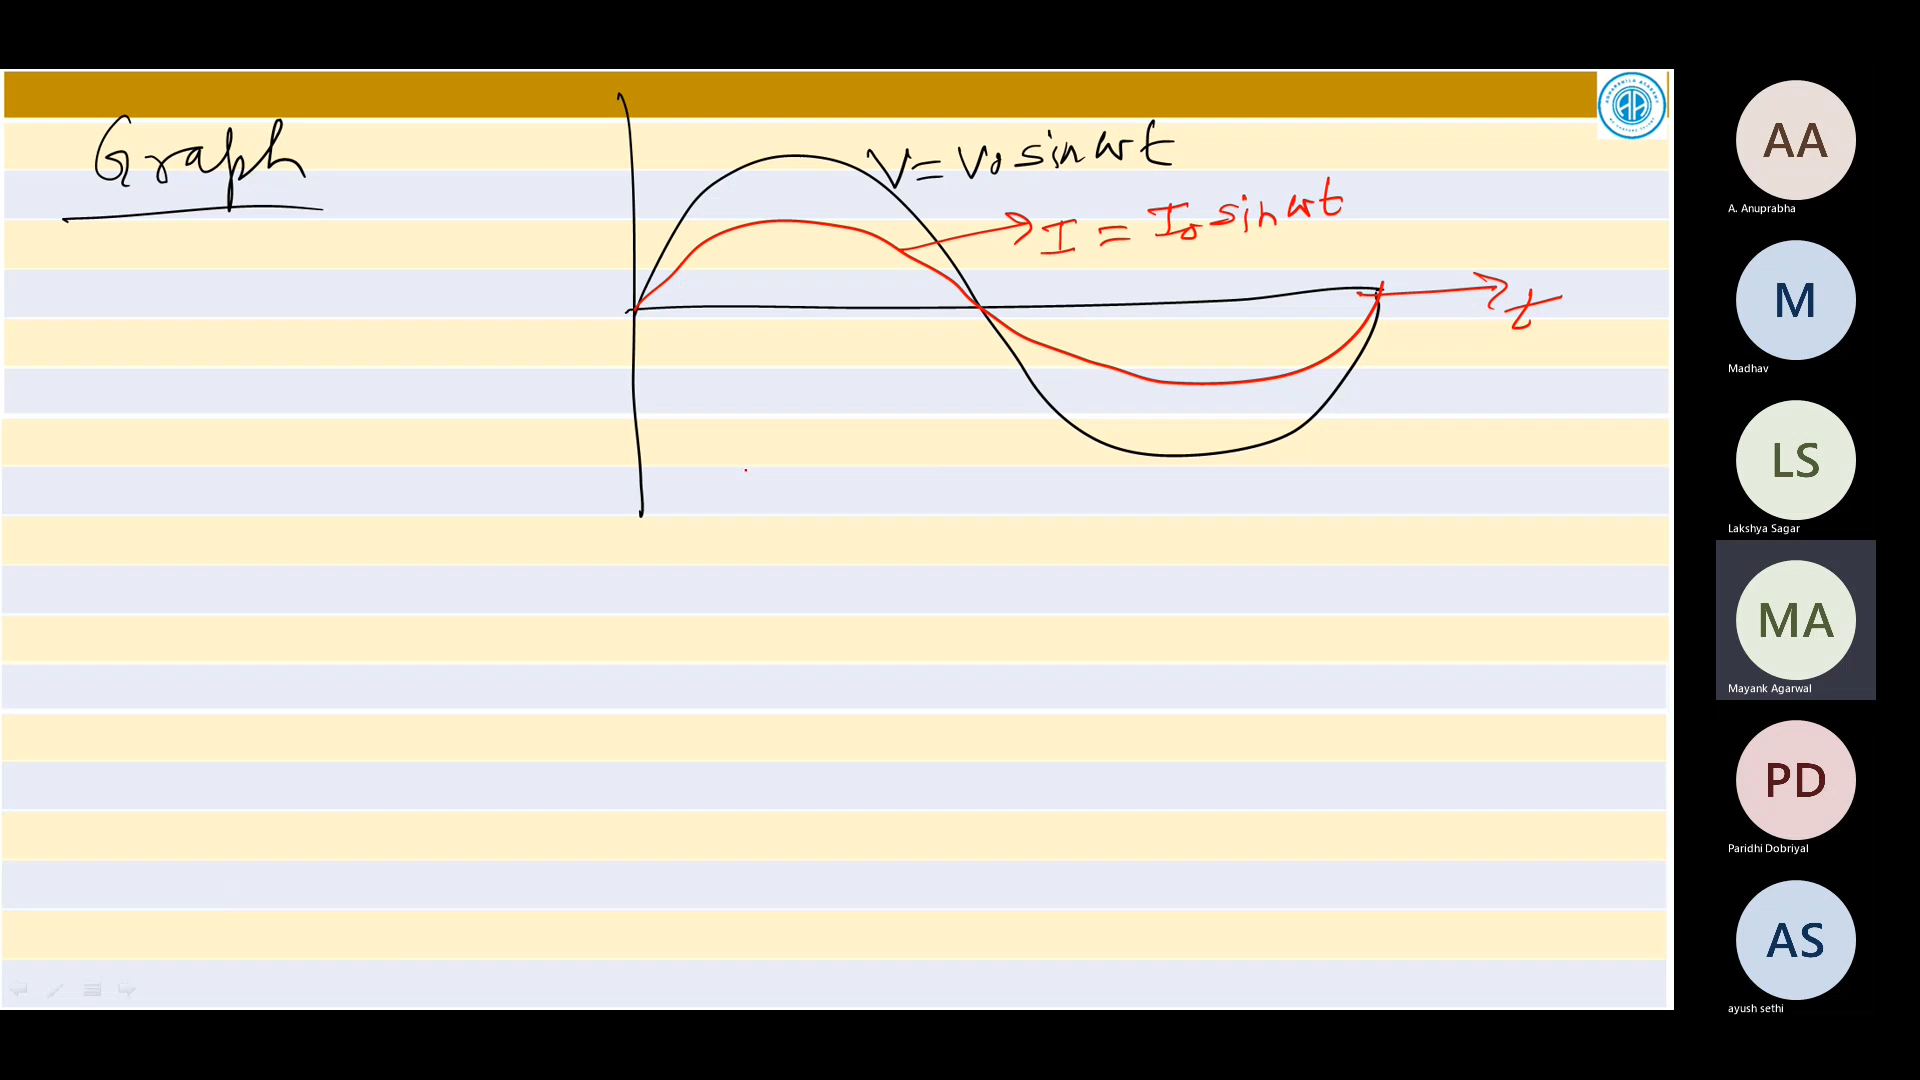 Graph
V = V₀ sin ωt
I = I₀ sin ωt
t
AA
A. Anuprabha
M
Madhav
LS
Lakshya Sagar
MA
Mayank Agarwal
PD
Paridhi Dobriyal
AS
ayush sethi